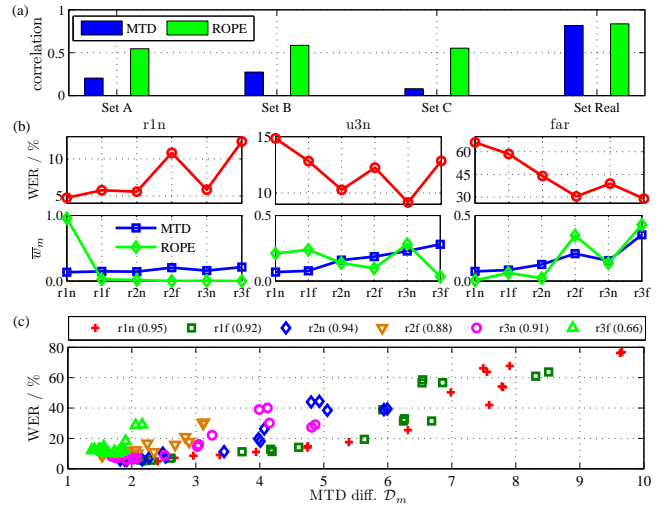 (a)
1
0.5
0
correlation
MTD
ROPE
Set A Set B Set C Set Real
(b)
r1n u3n far
WER / %
10
5
15
10
60
45
30
w̅_m
1.0
0.5
0.0
0.5
0.0
0.5
0.0
MTD
ROPE
r1n r1f r2n r2f r3n r3f
r1n r1f r2n r2f r3n r3f
r1n r1f r2n r2f r3n r3f
(c)
r1n (0.95) r1f (0.92) r2n (0.94) r2f (0.88) r3n (0.91) r3f (0.66)
WER / %
80
60
40
20
0
1 2 3 4 5 6 7 8 9 10
MTD diff. 𝒟_m